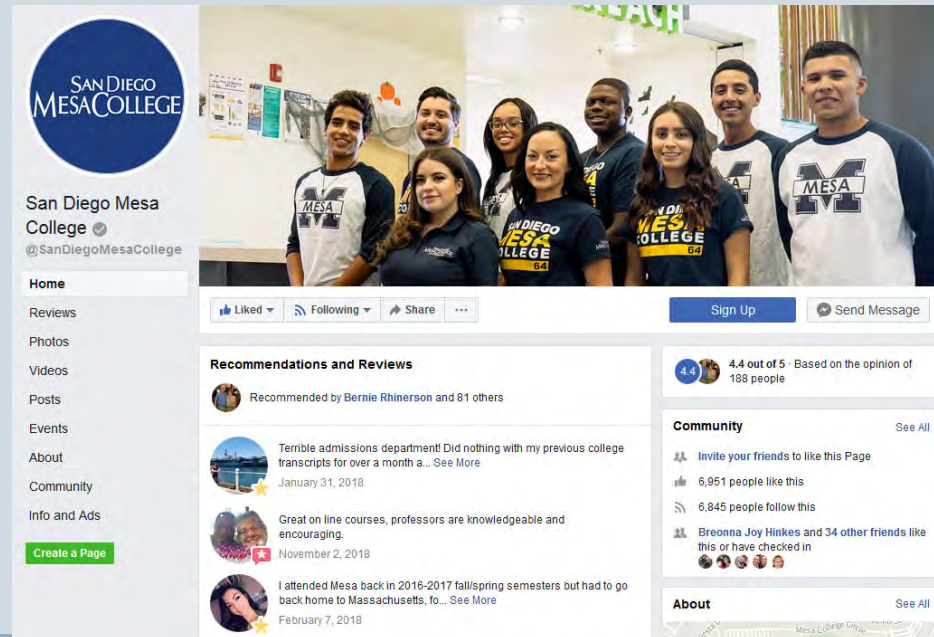 SAN DIEGO
MESA COLLEGE
San Diego Mesa
College
@SanDiegoMesaCollege
Home
Reviews
Photos
Videos
Posts
Events
About
Community
Info and Ads
Create a Page
MESA
SAN DIEGO
MESA
COLLEGE
64
SAN DIEGO
MESA
COLLEGE
64
MESA
Liked
Following
Share
...
Sign Up
Send Message
Recommendations and Reviews
Recommended by Bernie Rhinerson and 81 others
Terrible admissions department! Did nothing with my previous college
transcripts for over a month a... See More
January 31, 2018
Great on line courses, professors are knowledgeable and
encouraging.
November 2, 2018
I attended Mesa back in 2016-2017 fall/spring semesters but had to go
back home to Massachusetts, fo... See More
February 7, 2018
4.4
4.4 out of 5 · Based on the opinion of
188 people
Community
See All
Invite your friends to like this Page
6,951 people like this
6,845 people follow this
Breonna Joy Hinkes and 34 other friends like
this or have checked in
About
See All
Mesa College Circle